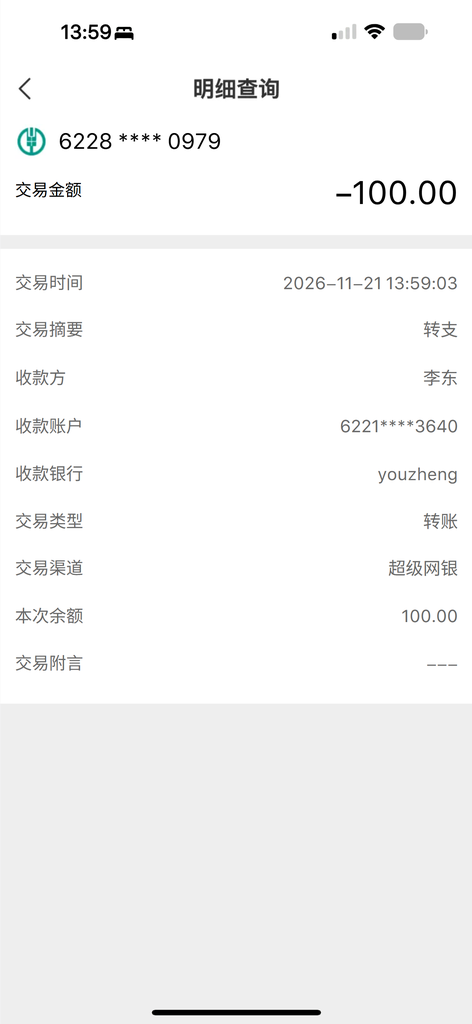 13:59
明细查询
6228 **** 0979
交易金额 −100.00
交易时间 2026−11−21 13:59:03
交易摘要 转支
收款方 李东
收款账户 6221****3640
收款银行 youzheng
交易类型 转账
交易渠道 超级网银
本次余额 100.00
交易附言 −−−